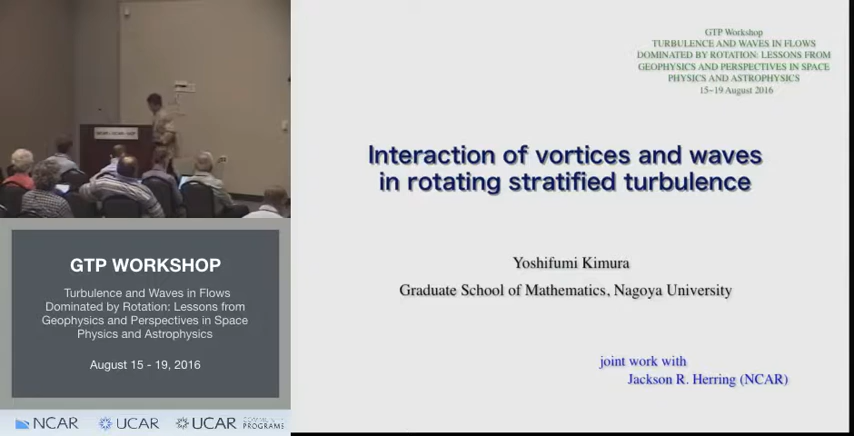 GTP WORKSHOP
Turbulence and Waves in Flows
Dominated by Rotation: Lessons from
Geophysics and Perspectives in Space
Physics and Astrophysics
August 15 - 19, 2016
NCAR
UCAR
UCAR
PROGRAMS
GTP Workshop
TURBULENCE AND WAVES IN FLOWS
DOMINATED BY ROTATION: LESSONS FROM
GEOPHYSICS AND PERSPECTIVES IN SPACE
PHYSICS AND ASTROPHYSICS
15-19 August 2016
Interaction of vortices and waves
in rotating stratified turbulence
Yoshifumi Kimura
Graduate School of Mathematics, Nagoya University
joint work with
Jackson R. Herring (NCAR)